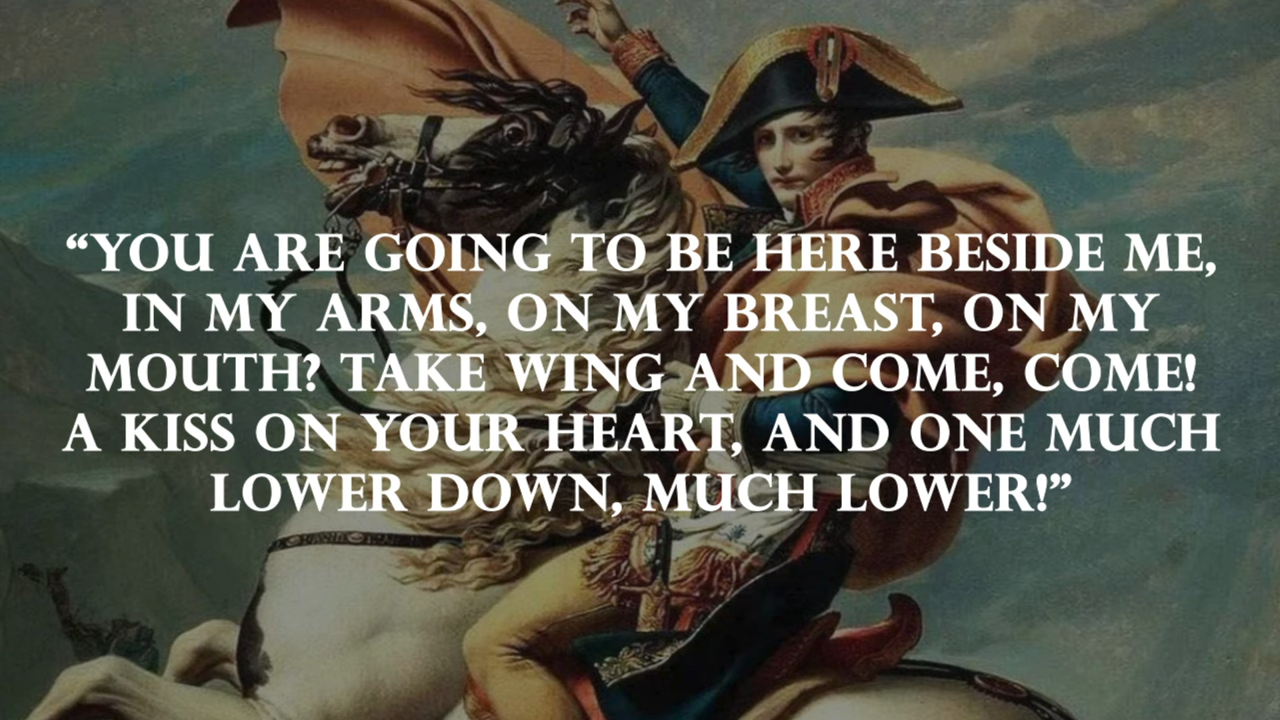 “YOU ARE GOING TO BE HERE BESIDE ME,
IN MY ARMS, ON MY BREAST, ON MY
MOUTH? TAKE WING AND COME, COME!
A KISS ON YOUR HEART, AND ONE MUCH
LOWER DOWN, MUCH LOWER!”